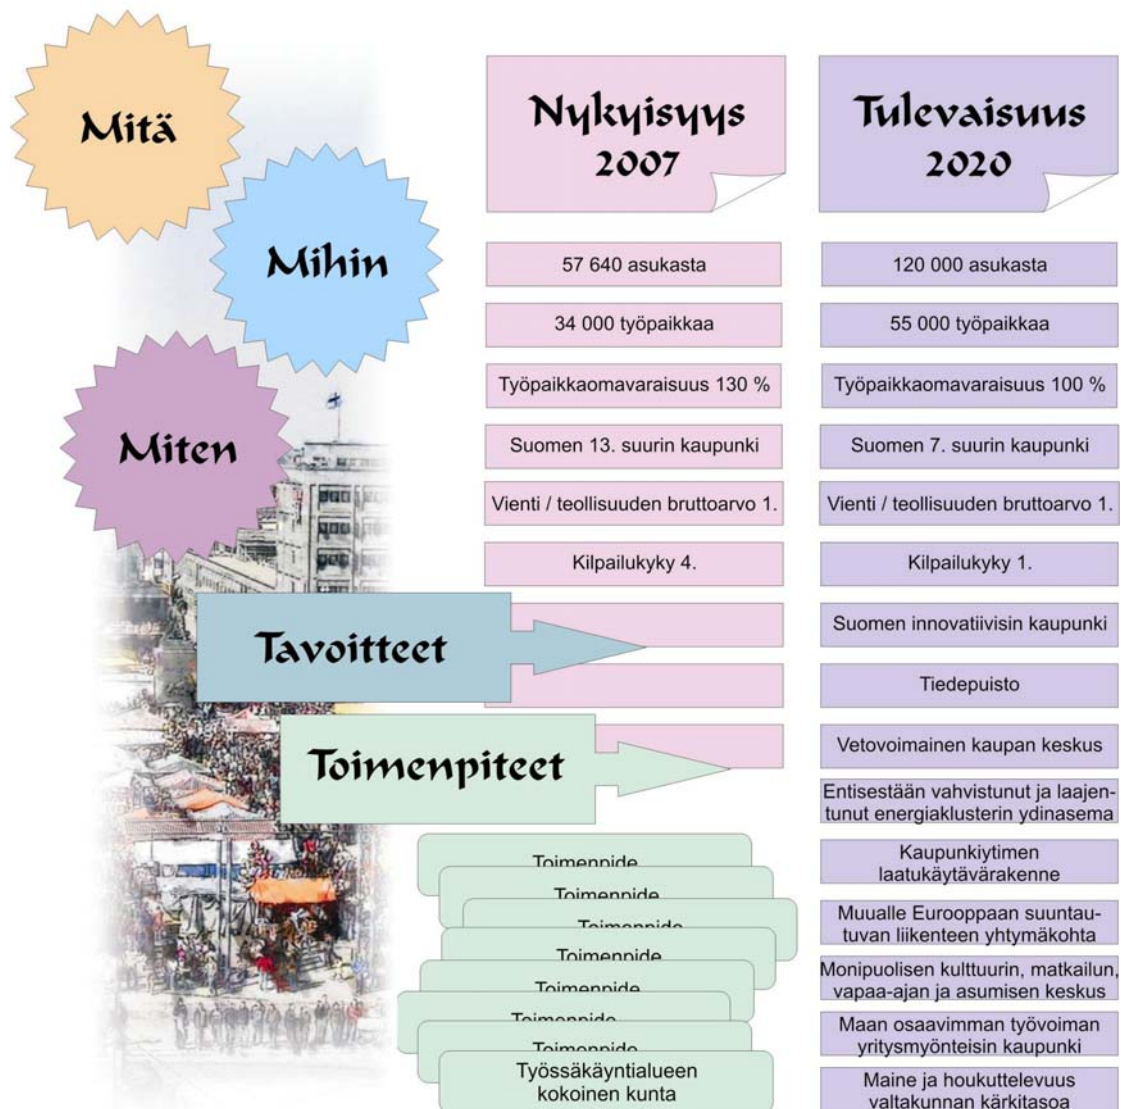 Mitä
Mihin
Miten
Nykyisyys
2007
57 640 asukasta
34 000 työpaikkaa
Työpaikkaomavaraisuus 130 %
Suomen 13. suurin kaupunki
Vienti / teollisuuden bruttoarvo 1.
Kilpailukyky 4.
Tulevaisuus
2020
120 000 asukasta
55 000 työpaikkaa
Työpaikkaomavaraisuus 100 %
Suomen 7. suurin kaupunki
Vienti / teollisuuden bruttoarvo 1.
Kilpailukyky 1.
Suomen innovatiivisin kaupunki
Tiedepuisto
Vetovoimainen kaupan keskus
Entisestään vahvistunut ja laajen-
tunut energiaklusterin ydinasema
Kaupunkiytimen
laatukäytävärakenne
Muualle Eurooppaan suuntau-
tuvan liikenteen yhtymäkohta
Monipuolisen kulttuurin, matkailun,
vapaa-ajan ja asumisen keskus
Maan osaavimman työvoiman
yritysmyönteisin kaupunki
Maine ja houkuttelevuus
valtakunnan kärkitasoa
Tavoitteet
Toimenpiteet
Toimenpide
Toimenpide
Toimenpide
Toimenpide
Toimenpide
Toimenpide
Toimenpide
Työssäkäyntialueen
kokoinen kunta